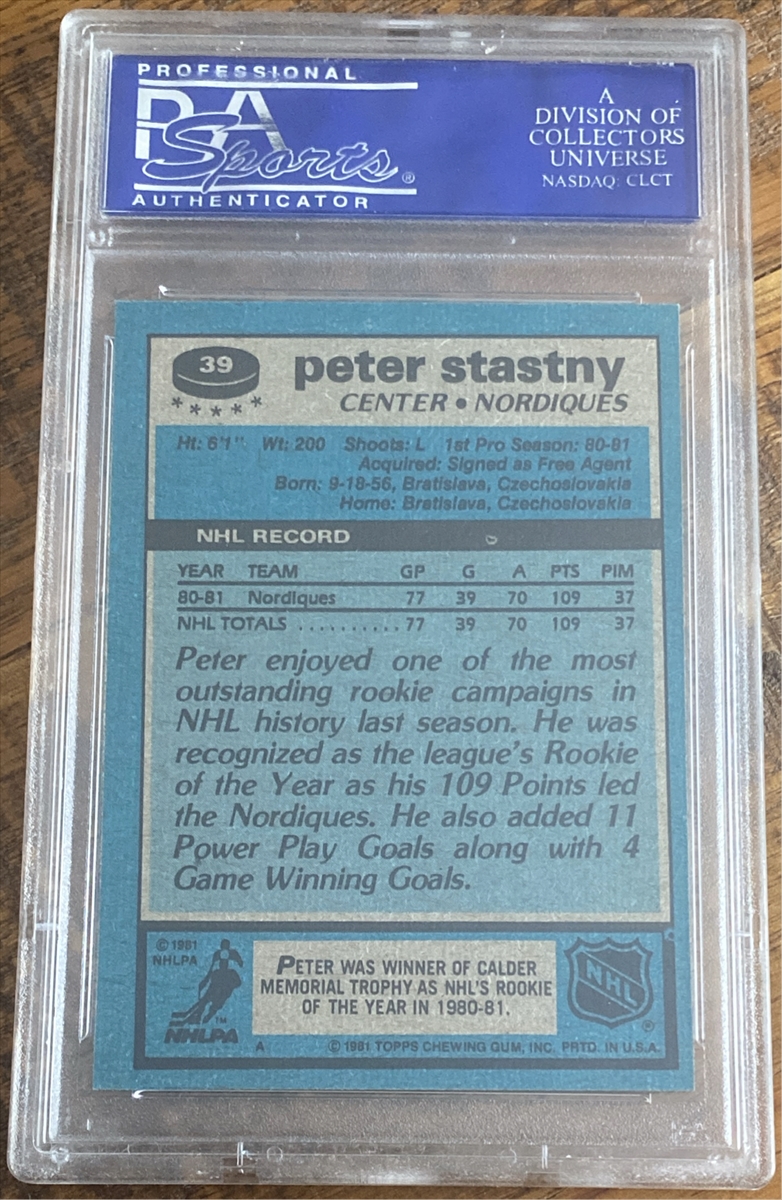 PROFESSIONAL
PSA
Sports®
AUTHENTICATOR
A
DIVISION OF
COLLECTORS
UNIVERSE
NASDAQ: CLCT
39
peter stastny
CENTER • NORDIQUES
Ht: 6'1" Wt: 200 Shoots: L 1st Pro Season: 80-81
Acquired: Signed as Free Agent
Born: 9-18-56, Bratislava, Czechoslovakia
Home: Bratislava, Czechoslovakia
NHL RECORD
YEAR TEAM GP G A PTS PIM
80-81 Nordiques 77 39 70 109 37
NHL TOTALS .......... 77 39 70 109 37
Peter enjoyed one of the most
outstanding rookie campaigns in
NHL history last season. He was
recognized as the league's Rookie
of the Year as his 109 Points led
the Nordiques. He also added 11
Power Play Goals along with 4
Game Winning Goals.
© 1981
NHLPA
TM
NHLPA
PETER WAS WINNER OF CALDER
MEMORIAL TROPHY AS NHL'S ROOKIE
OF THE YEAR IN 1980-81.
NHL
®
A © 1981 TOPPS CHEWING GUM, INC. PRTD. IN U.S.A.